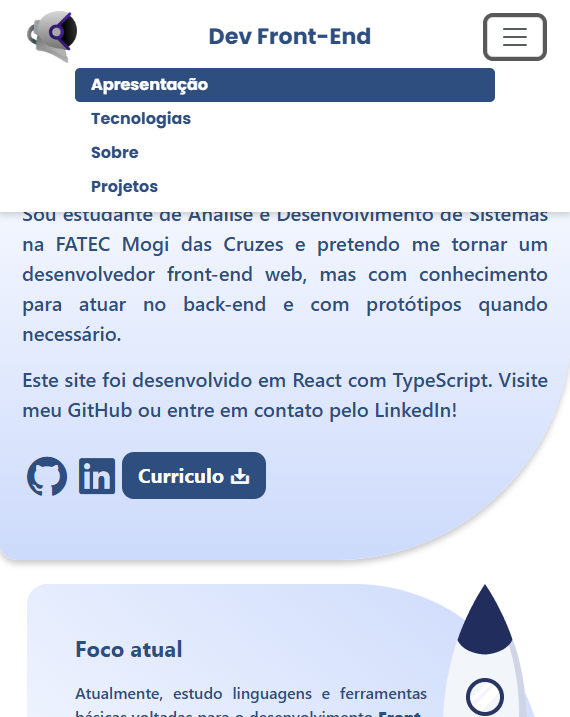 Dev Front-End
Apresentação
Tecnologias
Sobre
Projetos
Sou estudante de Análise e Desenvolvimento de Sistemas
na FATEC Mogi das Cruzes e pretendo me tornar um
desenvolvedor front-end web, mas com conhecimento
para atuar no back-end e com protótipos quando
necessário.
Este site foi desenvolvido em React com TypeScript. Visite
meu GitHub ou entre em contato pelo LinkedIn!
in
Curriculo
Foco atual
Atualmente, estudo linguagens e ferramentas
básicas voltadas para o desenvolvimento Front-